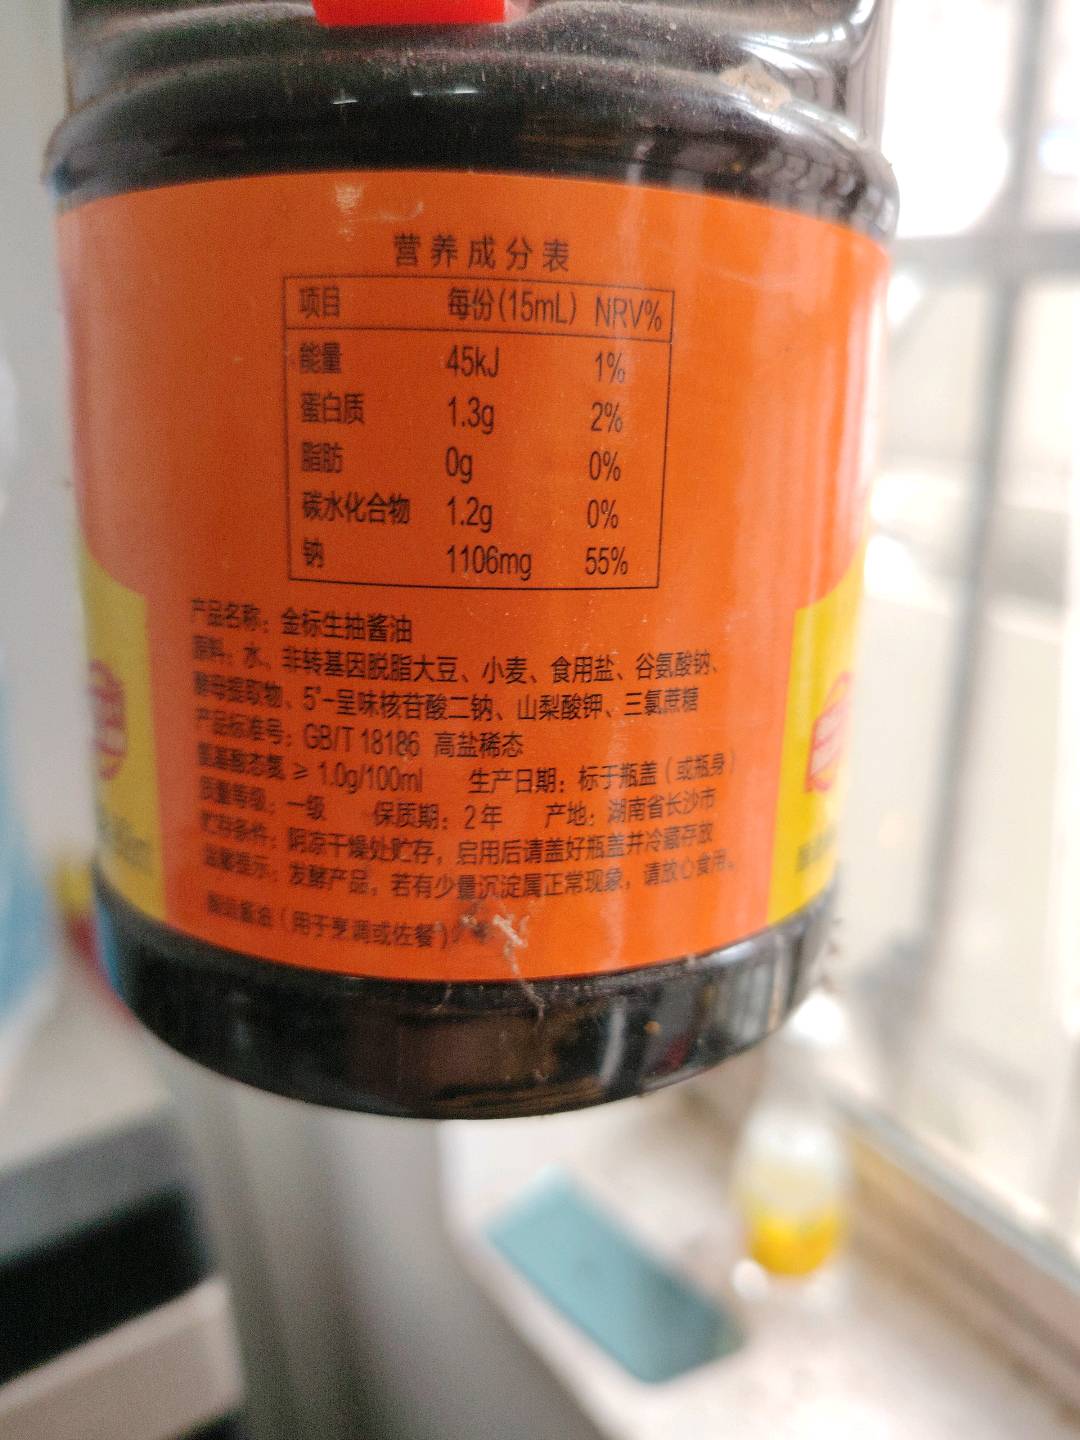 营养成分表
项目 每份(15mL) NRV%
能量 45kJ 1%
蛋白质 1.3g 2%
脂肪 0g 0%
碳水化合物 1.2g 0%
钠 1106mg 55%
产品名称：金标生抽酱油
原料：水、非转基因脱脂大豆、小麦、食用盐、谷氨酸钠、
酵母提取物、5'-呈味核苷酸二钠、山梨酸钾、三氯蔗糖
产品标准号：GB/T 18186 高盐稀态
氨基酸态氮 ≥ 1.0g/100ml 生产日期：标于瓶盖（或瓶身）
质量等级：一级 保质期：2年 产地：湖南省长沙市
贮存条件：阴凉干燥处贮存，启用后请盖好瓶盖并冷藏存放
温馨提示：发酵产品，若有少量沉淀属正常现象，请放心食用。
酿造酱油（用于烹调或佐餐）